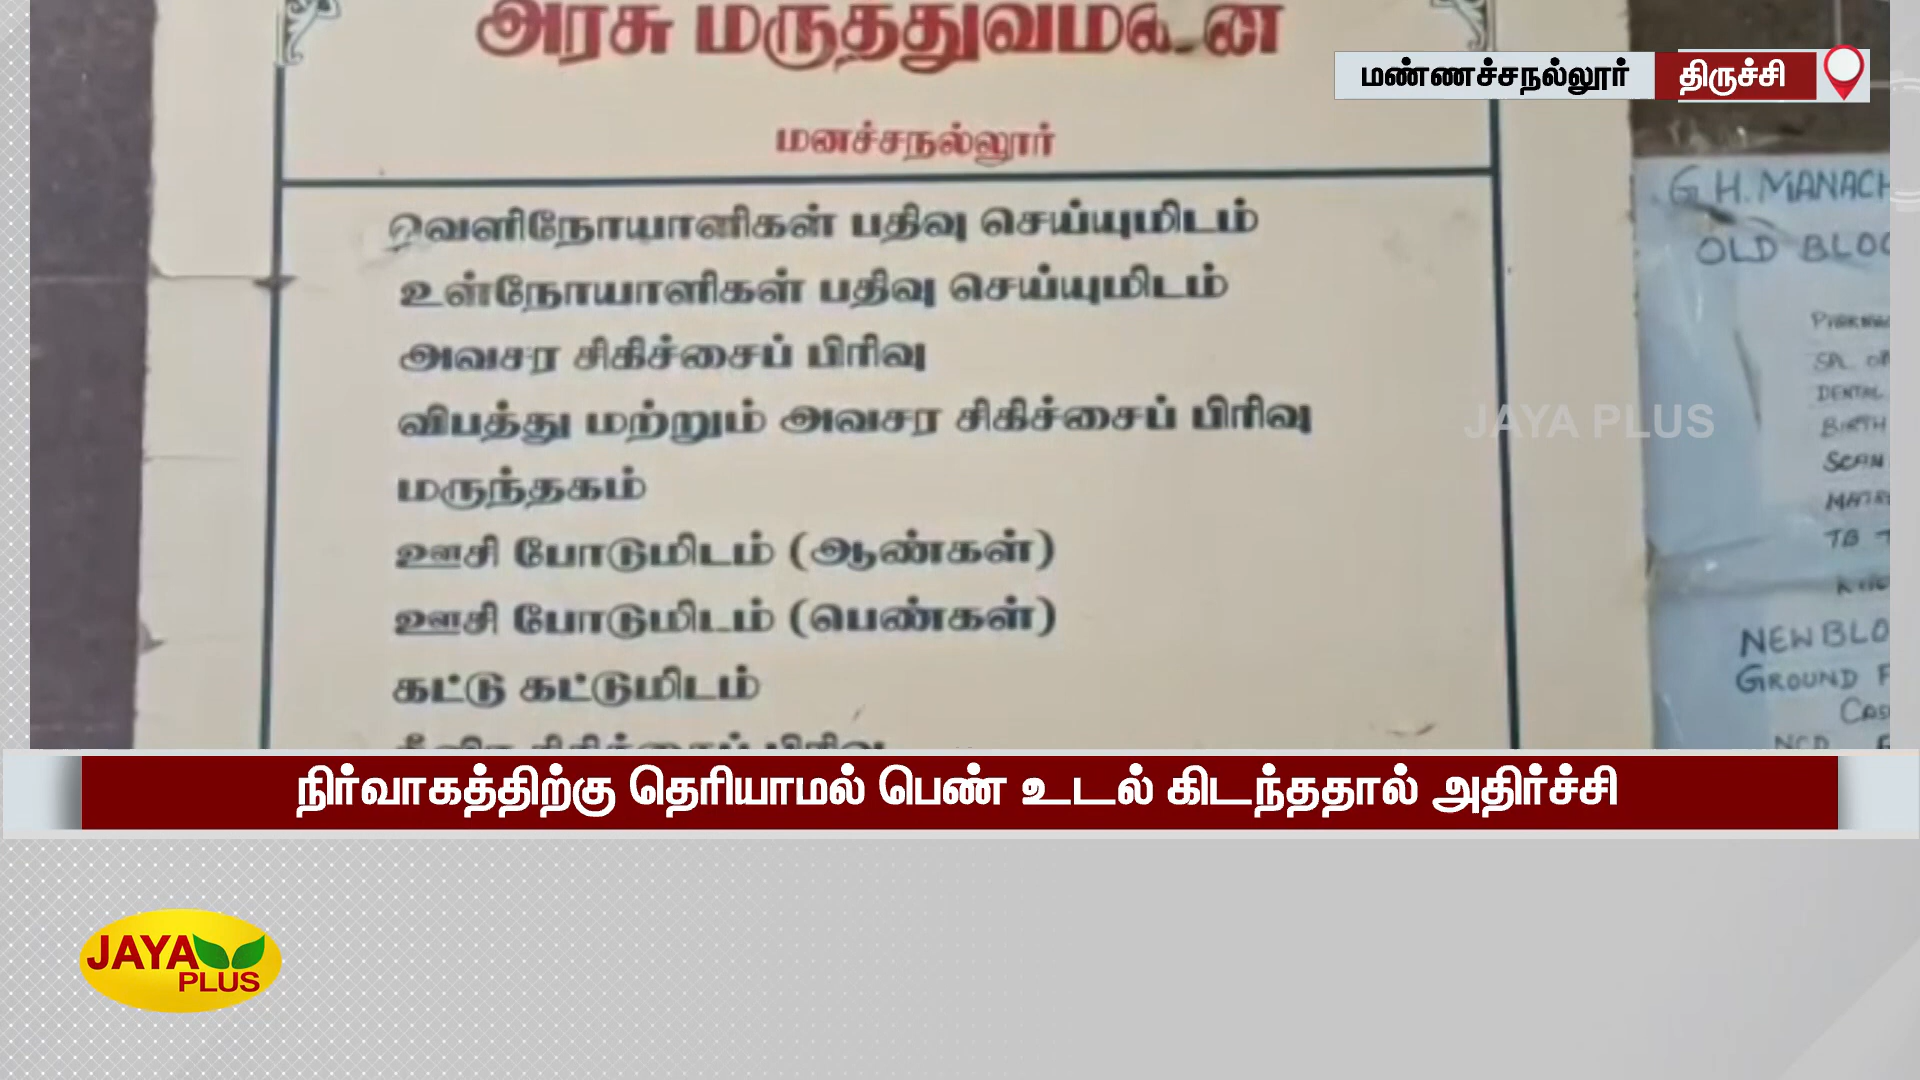 அரசு மருத்துவமனை
மனச்சநல்லூர்
வெளிநோயாளிகள் பதிவு செய்யுமிடம்
உள்நோயாளிகள் பதிவு செய்யுமிடம்
அவசர சிகிச்சைப் பிரிவு
விபத்து மற்றும் அவசர சிகிச்சைப் பிரிவு
மருந்தகம்
ஊசி போடுமிடம் (ஆண்கள்)
ஊசி போடுமிடம் (பெண்கள்)
கட்டு கட்டுமிடம்
மண்ணச்சநல்லூர் திருச்சி
G.H. MANACH
OLD BLOC
DENTAL
BIRTH
SCAN
TB T
NEW BLO
GROUND F
NCD
JAYA PLUS
நிர்வாகத்திற்கு தெரியாமல் பெண் உடல் கிடந்ததால் அதிர்ச்சி
JAYA
PLUS